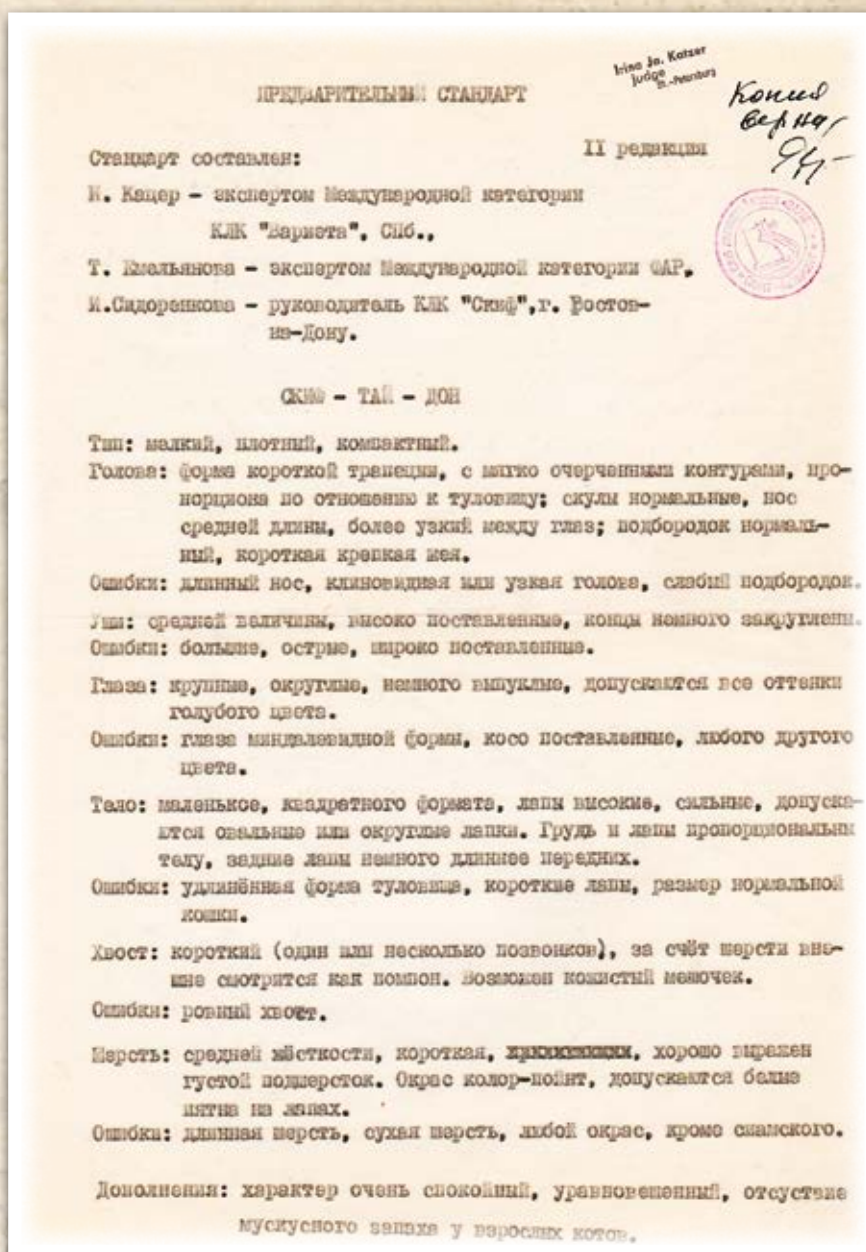 Irina Ja. Katzer
Judge
St.-Petersburg
Копия
верна
ПРЕДВАРИТЕЛЬНЫЙ СТАНДАРТ
II редакция
Стандарт составлен:
И. Кацер - экспертом Международной категории
КЛК "Вариета", СПб.,
Т. Емельянова - экспертом Международной категории ФАР,
И.Сидоренкова - руководитель КЛК "Скиф",г. Ростов-
на-Дону.
СКИФ - ТАЙ - ДОН
Тип: мелкий, плотный, компактный.
Голова: форма короткой трапеции, с мягко очерченными контурами, про-
порциона по отношению к туловищу; скулы нормальные, нос
средней длины, более узкий между глаз; подбородок нормаль-
ный, короткая крепкая шея.
Ошибки: длинный нос, клиновидная или узкая голова, слабый подбородок.
Уши: средней величины, высоко поставленные, концы немного закруглены.
Ошибки: большие, острые, широко поставленные.
Глаза: крупные, округлые, немного выпуклые, допускаются все оттенки
голубого цвета.
Ошибки: глаза миндалевидной формы, косо поставленные, любого другого
цвета.
Тело: маленькое, квадратного формата, лапы высокие, сильные, допуска-
ются овальные или округлые лапки. Грудь и лапы пропорциональны
телу, задние лапы немного длиннее передних.
Ошибки: удлинённая форма туловища, короткие лапы, размер нормальной
кошки.
Хвост: короткий (один или несколько позвонков), за счёт шерсти вне-
шне смотрится как помпон. Возможен кожистый мешочек.
Ошибки: ровный хвост.
Шерсть: средней жёсткости, короткая, хорошо выражен
густой подшерсток. Окрас колор-пойнт, допускаются белые
пятна на лапах.
Ошибки: длинная шерсть, сухая шерсть, любой окрас, кроме сиамского.
Дополнения: характер очень спокойный, уравновешенный, отсуствие
мускусного запаха у взрослых котов.